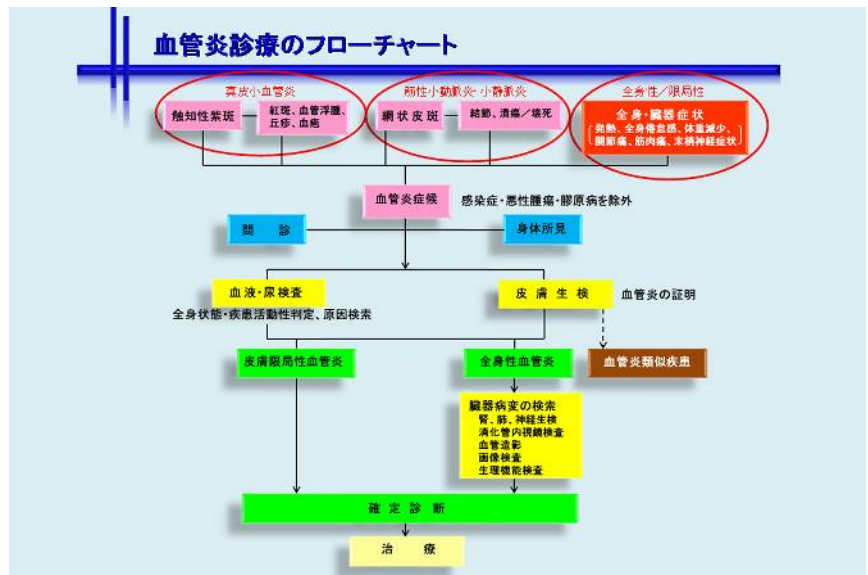 血管炎診療のフローチャート
真皮小血管炎
筋性小動脈炎・小静脈炎
全身性／限局性
触知性紫斑
紅斑、血管浮腫、
丘疹、血疱
網状皮斑
結節、潰瘍／壊死
全身・臓器症状
発熱、全身倦怠感、体重減少、
関節痛、筋肉痛、末梢神経症状
血管炎症候
感染症・悪性腫瘍・膠原病を除外
問 診
身体所見
血液・尿検査
全身状態・疾患活動性判定、原因検索
皮 膚 生 検
血管炎の証明
皮膚限局性血管炎
全身性血管炎
血管炎類似疾患
臓器病変の検索
腎、肺、神経生検
消化管内視鏡検査
血管造影
画像検査
生理機能検査
確 定 診 断
治 療